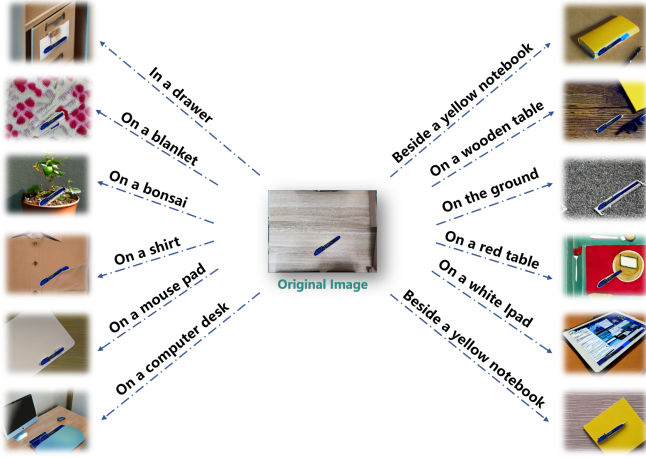 In a drawer
On a blanket
On a bonsai
On a shirt
On a mouse pad
On a computer desk
Original Image
Beside a yellow notebook
On a wooden table
On the ground
On a red table
On a white Ipad
Beside a yellow notebook